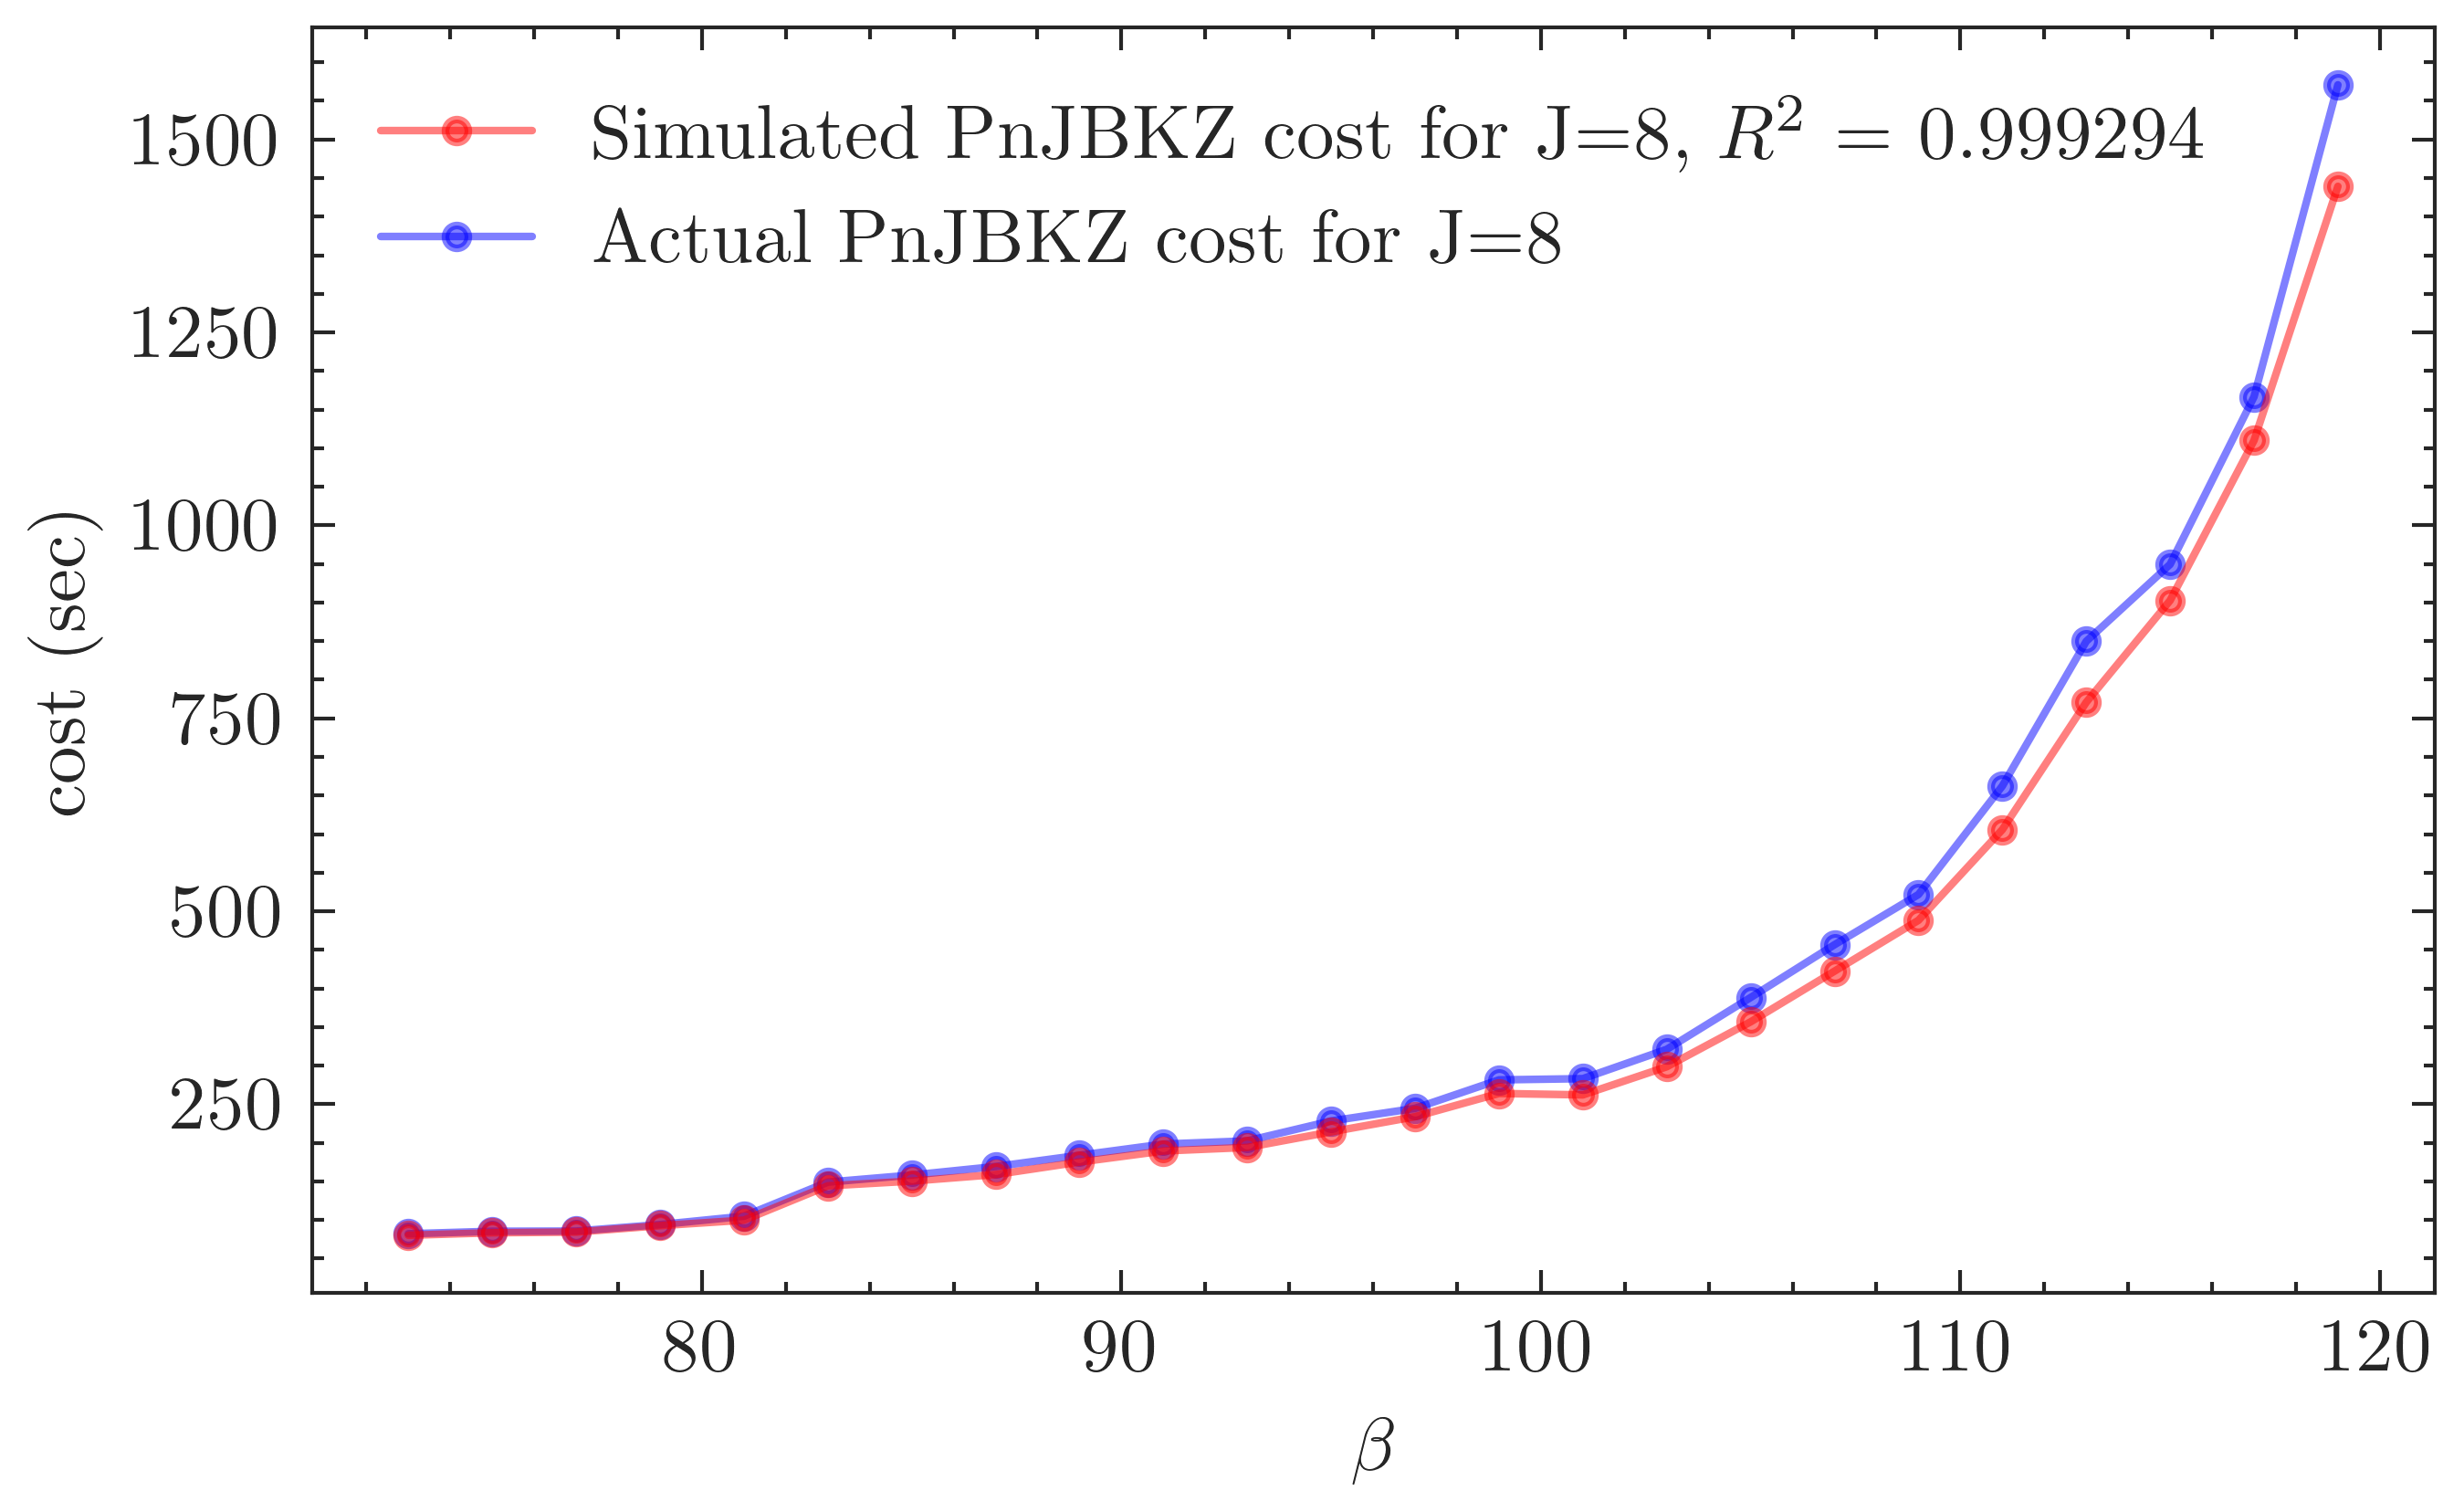 Simulated PnJBKZ cost for J=8, R² = 0.999294
Actual PnJBKZ cost for J=8
1500
1250
1000
750
500
250
cost (sec)
80 90 100 110 120
β